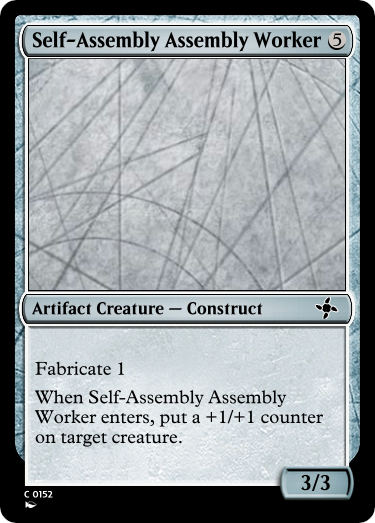 Self-Assembly Assembly Worker 5
Artifact Creature — Construct
Fabricate 1
When Self-Assembly Assembly
Worker enters, put a +1/+1 counter
on target creature.
3/3
C 0152